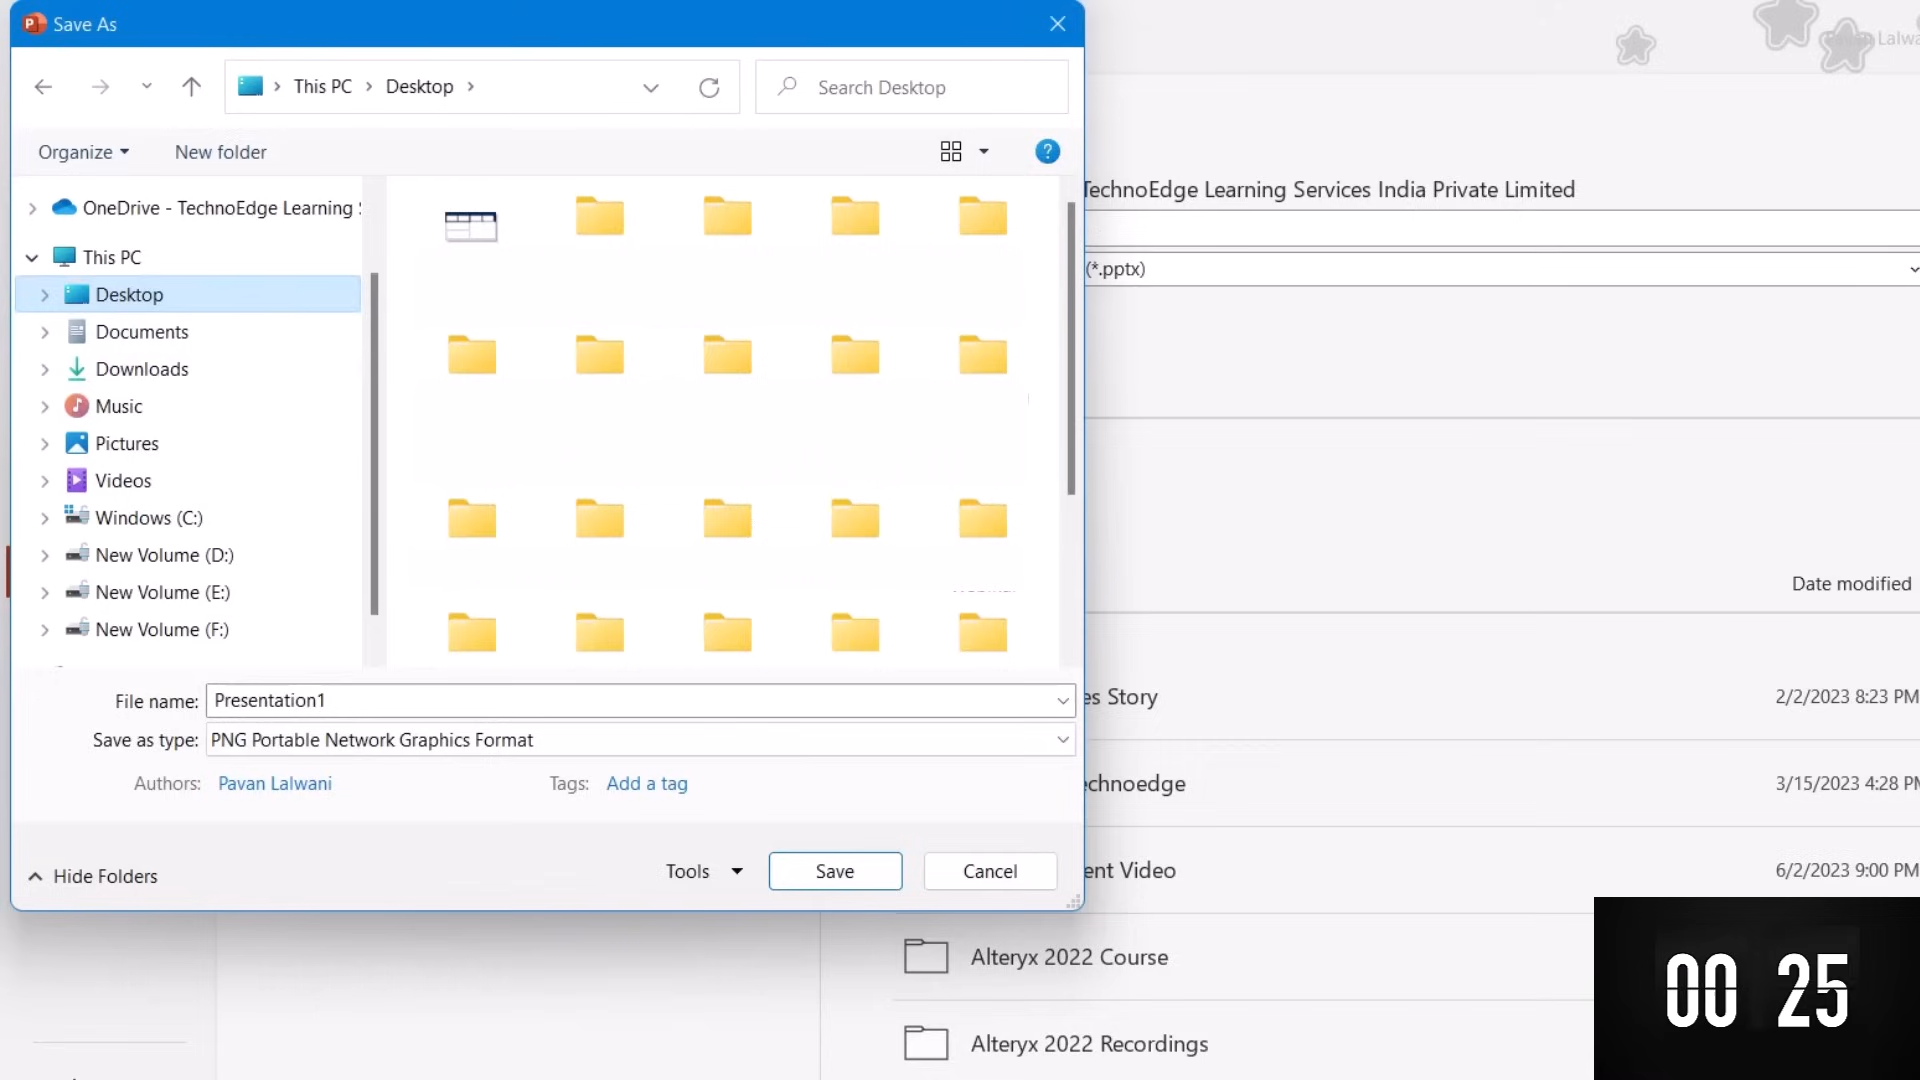 Save As
This PC
Desktop
Search Desktop
Organize
New folder
?
OneDrive - TechnoEdge Learning
This PC
Desktop
Documents
Downloads
Music
Pictures
Videos
Windows (C:)
New Volume (D:)
New Volume (E:)
New Volume (F:)
File name: Presentation1
Save as type: PNG Portable Network Graphics Format
Authors: Pavan Lalwani
Tags: Add a tag
Hide Folders
Tools
Save
Cancel
TechnoEdge Learning Services India Private Limited
(*.pptx)
Date modified
Story
2/2/2023 8:23 PM
3/15/2023 4:28 PM
Video
6/2/2023 9:00 PM
Alteryx 2022 Course
Alteryx 2022 Recordings
00 25